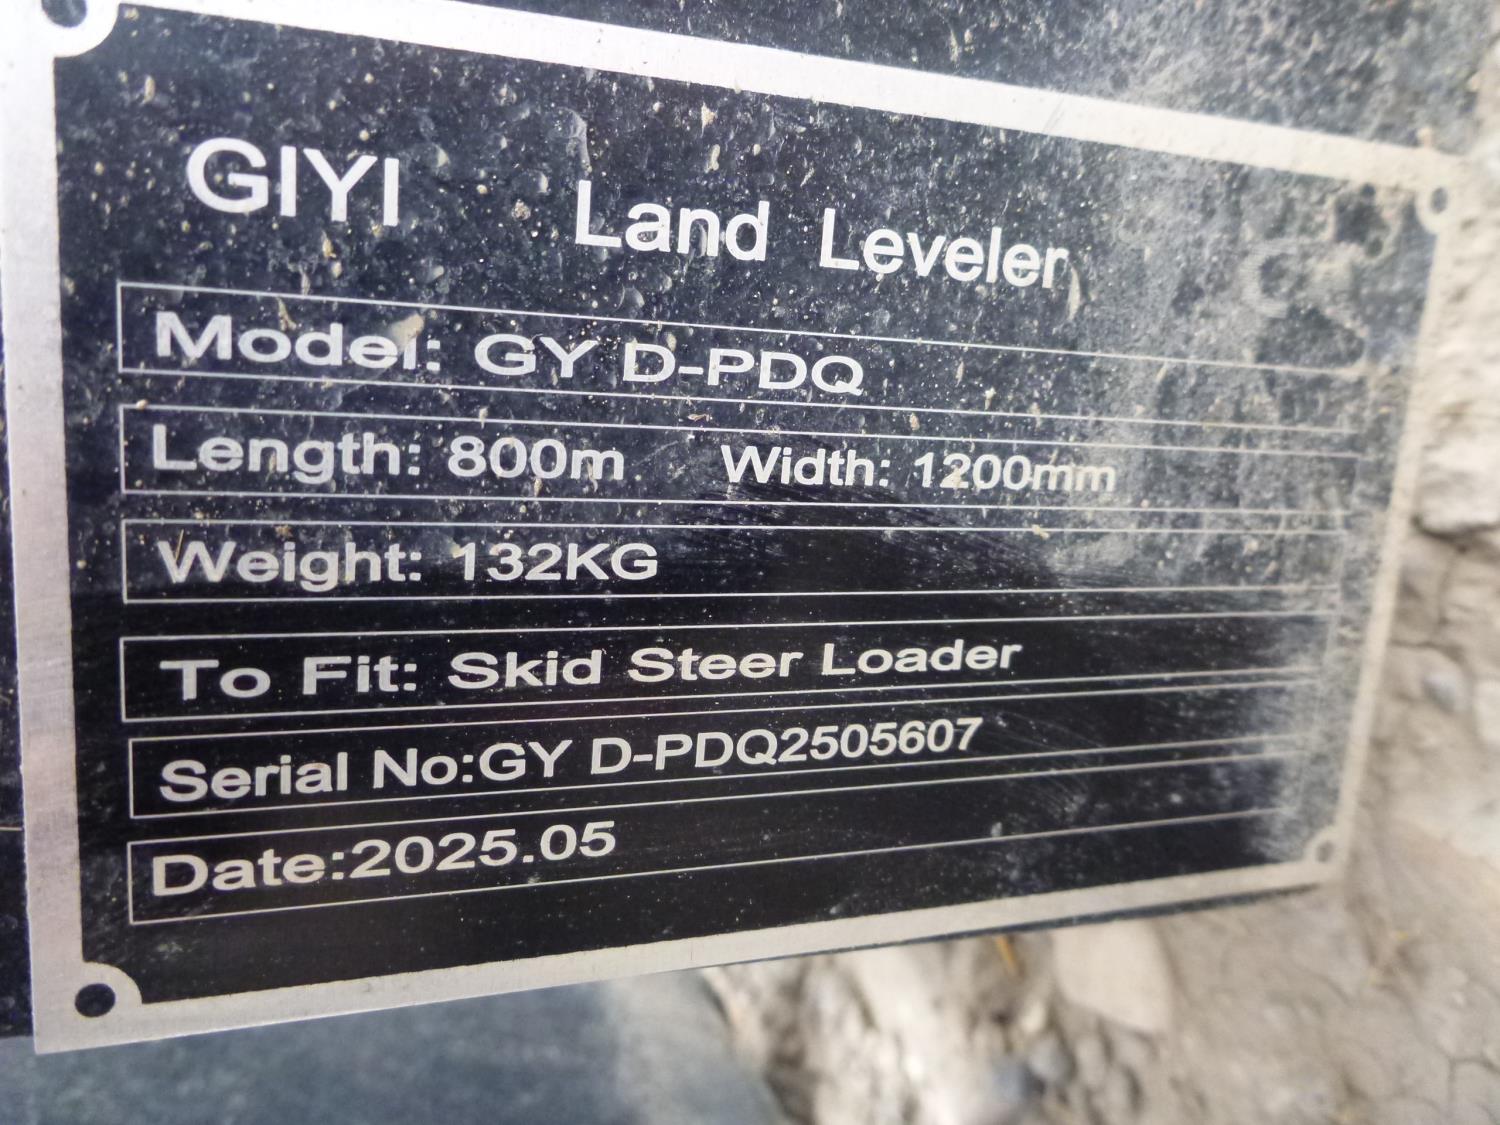 GIYI Land Leveler
Model: GY D-PDQ
Length: 800m Width: 1200mm
Weight: 132KG
To Fit: Skid Steer Loader
Serial No:GY D-PDQ2505607
Date:2025.05